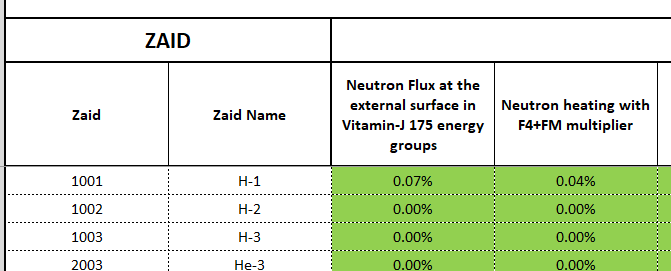 ZAID
Zaid
Zaid Name
Neutron Flux at the
external surface in
Vitamin-J 175 energy
groups
Neutron heating with
F4+FM multiplier
1001 H-1 0.07% 0.04%
1002 H-2 0.00% 0.00%
1003 H-3 0.00% 0.00%
2003 He-3 0.00% 0.00%